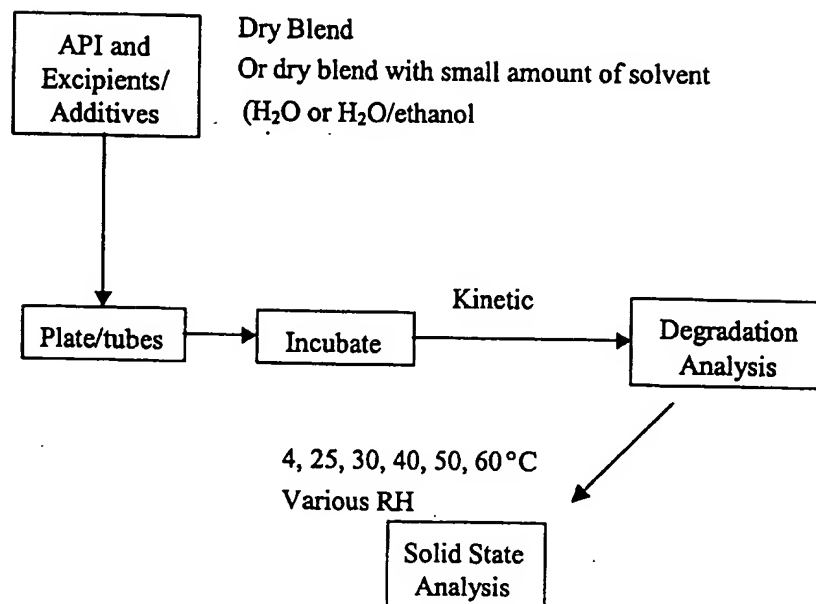 API and
Excipients/
Additives
Dry Blend
Or dry blend with small amount of solvent
(H₂O or H₂O/ethanol
Plate/tubes
Incubate
Kinetic
Degradation
Analysis
4, 25, 30, 40, 50, 60°C
Various RH
Solid State
Analysis